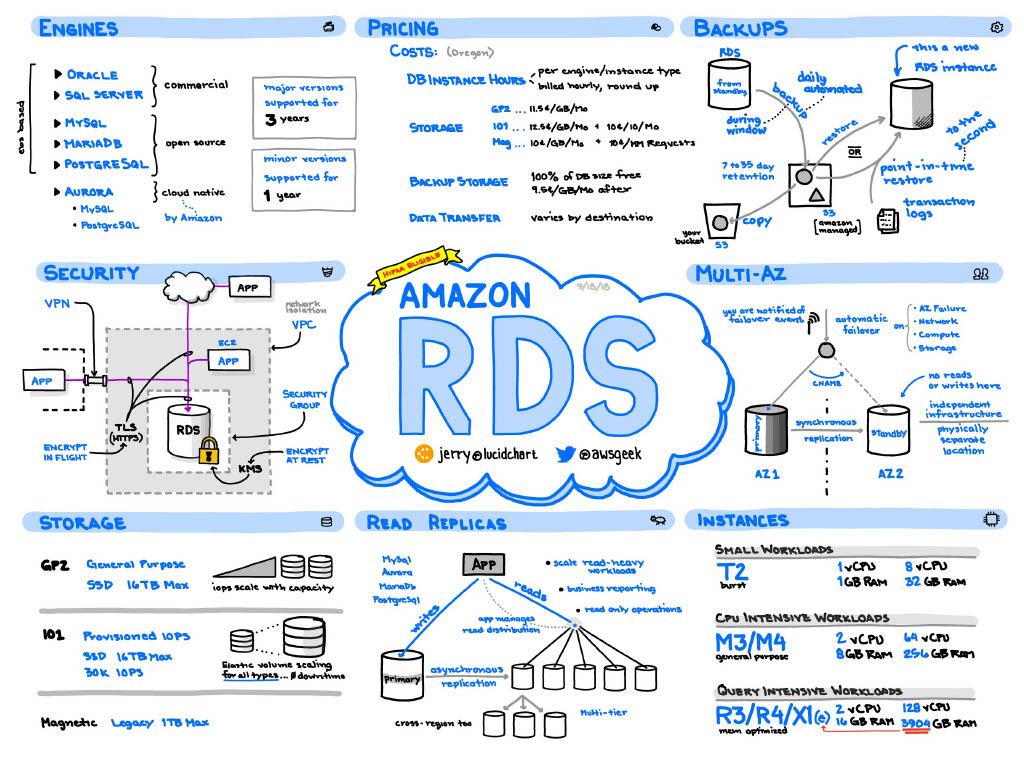 ENGINES
ebs based
ORACLE
SQL SERVER
commercial
MySQL
MARIADB
POSTGRESQL
open source
AURORA
• MySQL
• PostgreSQL
cloud native
by Amazon
major versions
supported for
3 years
minor versions
supported for
1 year
PRICING
COSTS: (Oregon)
DB INSTANCE HOURS
per engine/instance type
billed hourly, round up
STORAGE
GP2 ... 11.5¢/GB/Mo
IO1 ... 12.5¢/GB/Mo + 10¢/IO/Mo
Mag ... 10¢/GB/Mo + 10¢/MM Requests
BACKUP STORAGE
100% of DB size free
9.5¢/GB/Mo after
DATA TRANSFER
varies by destination
BACKUPS
RDS
from standby
daily
automated
backup
during
window
this a new
RDS instance
restore
OR
to the
second
point-in-time
restore
7 to 35 day
retention
transaction
logs
S3
[amazon managed]
copy
your bucket
S3
SECURITY
VPN
APP
network isolation
VPC
EC2
APP
APP
TLS
(HTTPS)
RDS
SECURITY
GROUP
ENCRYPT
IN FLIGHT
KMS
ENCRYPT
AT REST
HIPAA ELIGIBLE
9/18/18
AMAZON
RDS
jerry@lucidchart
@awsgeek
MULTI-AZ
you are notified of
failover event
automatic
failover
on
• AZ Failure
• Network
• Compute
• Storage
CNAME
no reads
or writes here
primary
synchronous
replication
standby
independent
infrastructure
physically
separate
location
AZ1
AZ2
STORAGE
GP2
General Purpose
SSD 16TB Max
iops scale with capacity
IO1
Provisioned IOPS
SSD 16TB Max
30K IOPS
Elastic volume scaling
for all types... Ø downtime
Magnetic Legacy 1TB Max
READ REPLICAS
MySql
Aurora
MariaDb
PostgreSql
App
• scale read-heavy
workloads
• business reporting
• read only operations
writes
reads
app manages
read distribution
primary
asynchronous
replication
cross-region too
Multi-tier
INSTANCES
SMALL WORKLOADS
T2
burst
1 vCPU
1GB RAM
8 vCPU
32 GB RAM
CPU INTENSIVE WORKLOADS
M3/M4
general purpose
2 vCPU
8GB RAM
64 vCPU
256 GB RAM
QUERY INTENSIVE WORKLOADS
R3/R4/X1(e)
mem optimized
2 vCPU
16 GB RAM
128 vCPU
3904 GB RAM